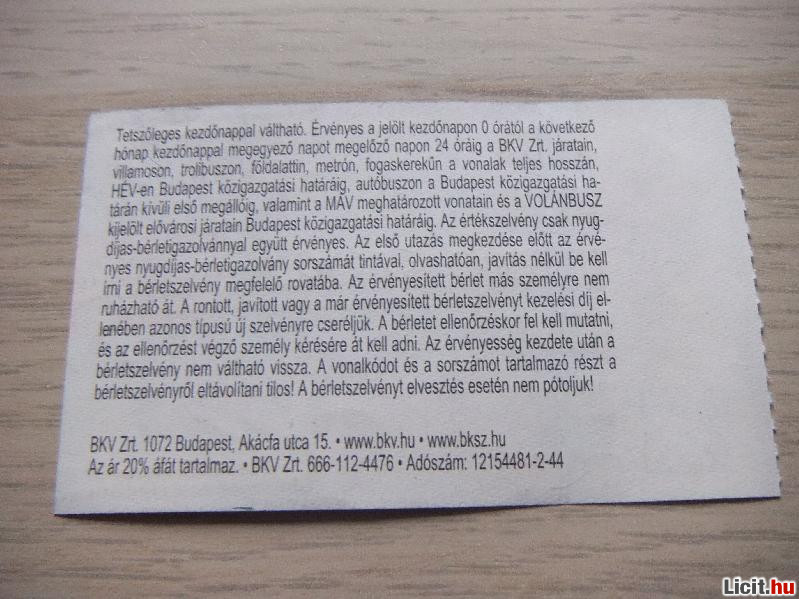 Tetszőleges kezdőnappal váltható. Érvényes a jelölt kezdőnapon 0 órától a következő
hónap kezdőnappal megegyező napot megelőző napon 24 óráig a BKV Zrt. járatain,
villamoson, trolibuszon, földalattin, metrón, fogaskerekűn a vonalak teljes hosszán,
HÉV-en Budapest közigazgatási határáig, autóbuszon a Budapest közigazgatási ha-
tárán kívüli első megállóig, valamint a MÁV meghatározott vonatain és a VOLÁNBUSZ
kijelölt elővárosi járatain Budapest közigazgatási határáig. Az értékszelvény csak nyug-
díjas-bérletigazolvánnyal együtt érvényes. Az első utazás megkezdése előtt az érvé-
nyes nyugdíjas-bérletigazolvány sorszámát tintával, olvashatóan, javítás nélkül be kell
írni a bérletszelvény megfelelő rovatába. Az érvényesített bérlet más személyre nem
ruházható át. A rontott, javított vagy a már érvényesített bérletszelvényt kezelési díj el-
lenében azonos típusú új szelvényre cseréljük. A bérletet ellenőrzéskor fel kell mutatni,
és az ellenőrzést végző személy kérésére át kell adni. Az érvényesség kezdete után a
bérletszelvény nem váltható vissza. A vonalkódot és a sorszámot tartalmazó részt a
bérletszelvényről eltávolítani tilos! A bérletszelvényt elvesztés esetén nem pótoljuk!
BKV Zrt. 1072 Budapest, Akácfa utca 15. • www.bkv.hu • www.bksz.hu
Az ár 20% áfát tartalmaz. • BKV Zrt. 666-112-4476 • Adószám: 12154481-2-44
Licit.hu